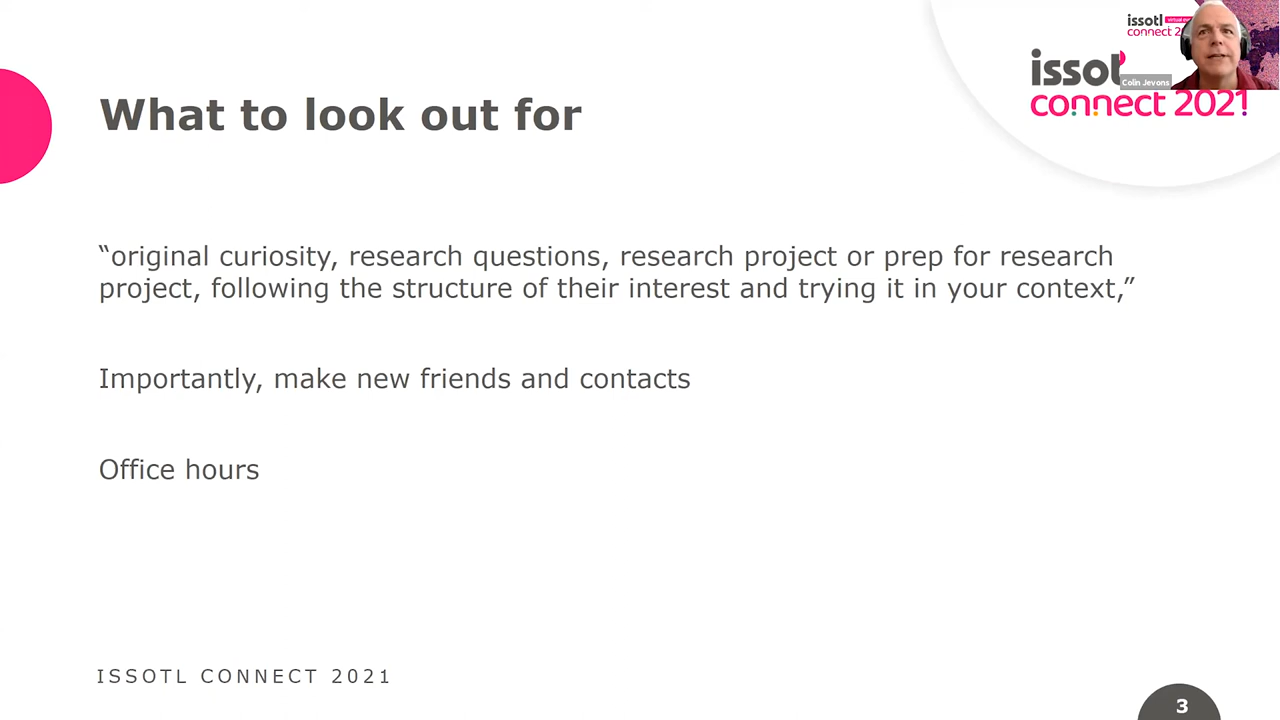 issotl virtual
connect 2
issotl
Colin Jevons
connect 2021
What to look out for
“original curiosity, research questions, research project or prep for research
project, following the structure of their interest and trying it in your context,”
Importantly, make new friends and contacts
Office hours
ISSOTL CONNECT 2021
3